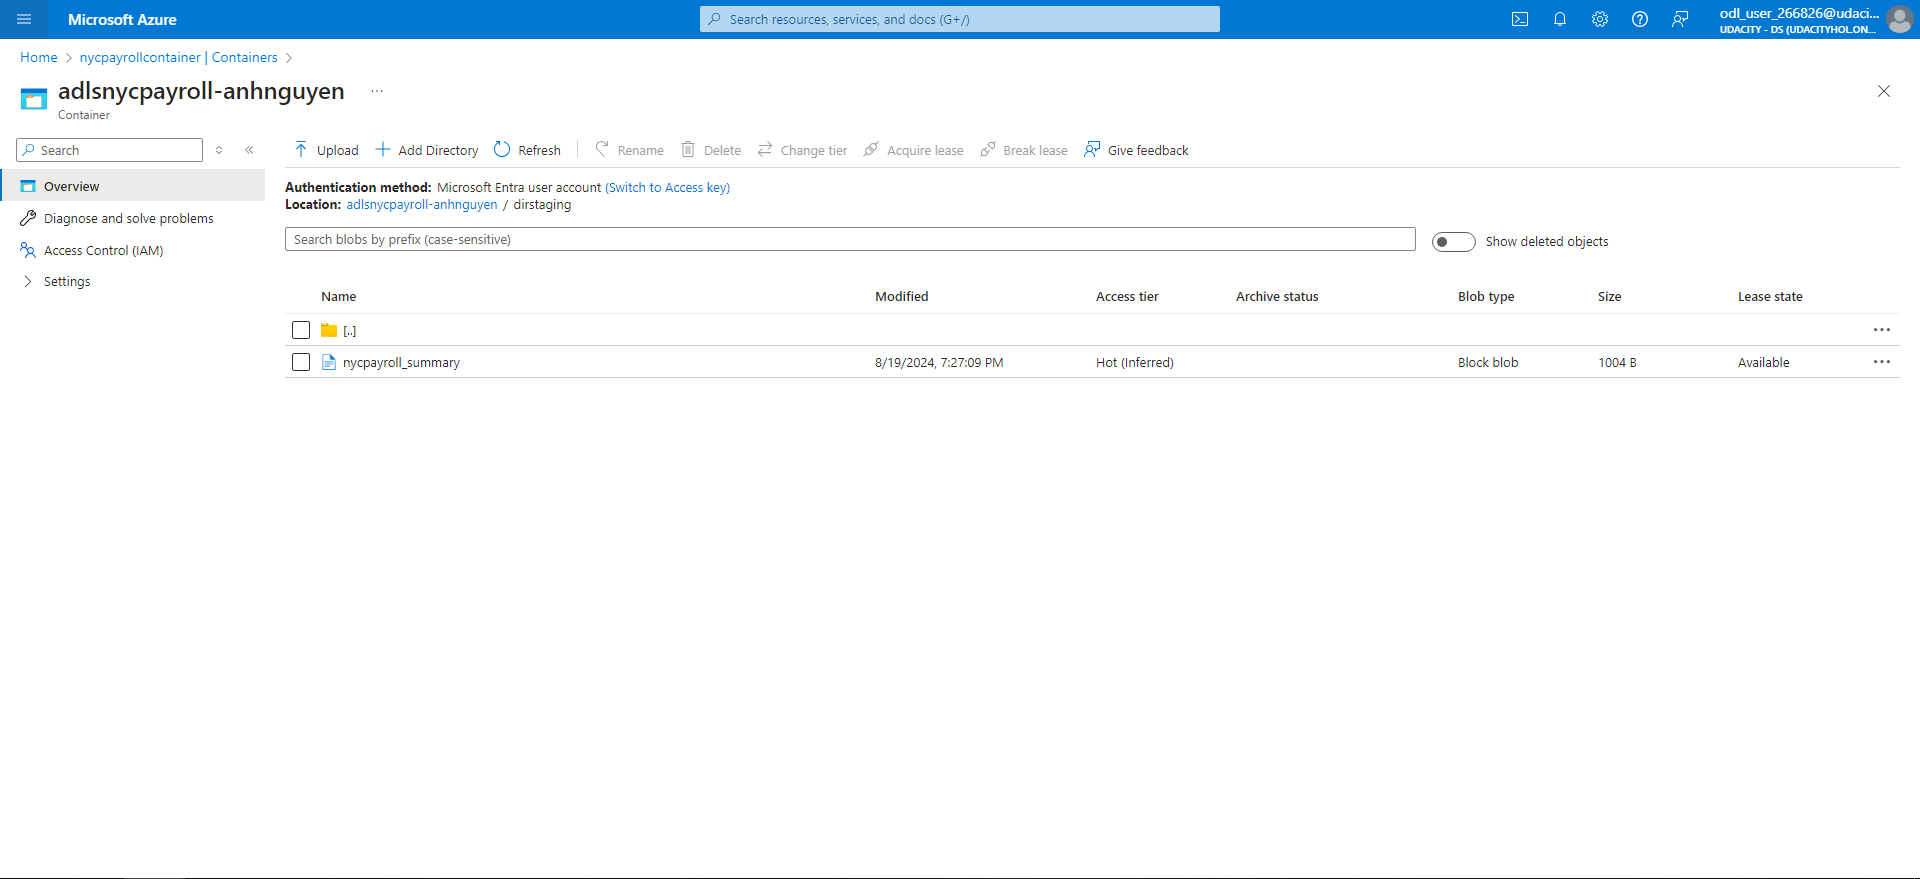 Microsoft Azure
Search resources, services, and docs (G+/)
odl_user_266826@udaci...
UDACITY - DS (UDACITYHOL.ON...
Home > nycpayrollcontainer | Containers >
adlsnycpayroll-anhnguyen ...
Container
Search
Overview
Diagnose and solve problems
Access Control (IAM)
Settings
Upload Add Directory Refresh Rename Delete Change tier Acquire lease Break lease Give feedback
Authentication method: Microsoft Entra user account (Switch to Access key)
Location: adlsnycpayroll-anhnguyen / dirstaging
Search blobs by prefix (case-sensitive)
Show deleted objects
Name Modified Access tier Archive status Blob type Size Lease state
[..]
nycpayroll_summary 8/19/2024, 7:27:09 PM Hot (Inferred) Block blob 1004 B Available